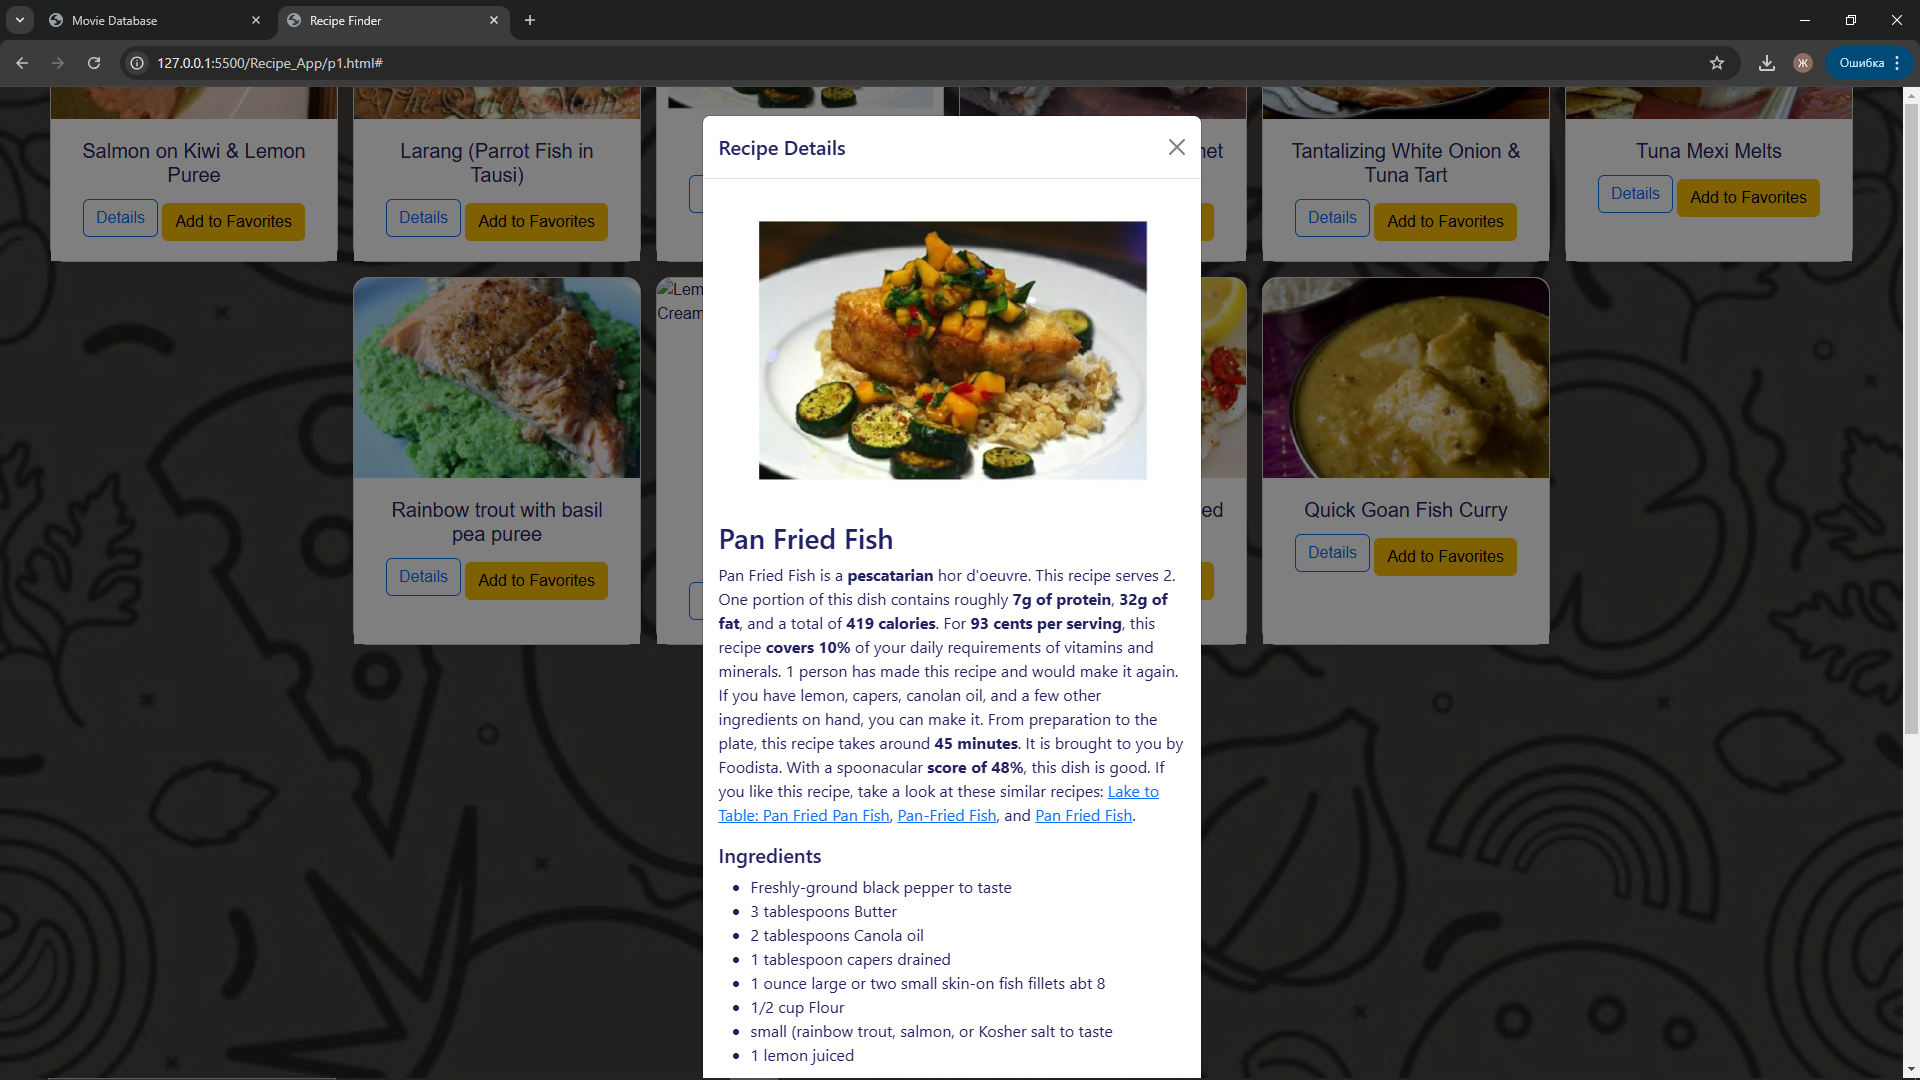 Movie Database
Recipe Finder
127.0.0.1:5500/Recipe_App/p1.html#
Ж
Ошибка
Salmon on Kiwi & Lemon
Puree
Details
Add to Favorites
Larang (Parrot Fish in
Tausi)
Details
Add to Favorites
Tantalizing White Onion &
Tuna Tart
Details
Add to Favorites
Tuna Mexi Melts
Details
Add to Favorites
Rainbow trout with basil
pea puree
Details
Add to Favorites
Lem
Cream
ed
Quick Goan Fish Curry
Details
Add to Favorites
Recipe Details
Pan Fried Fish
Pan Fried Fish is a pescatarian hor d'oeuvre. This recipe serves 2.
One portion of this dish contains roughly 7g of protein, 32g of
fat, and a total of 419 calories. For 93 cents per serving, this
recipe covers 10% of your daily requirements of vitamins and
minerals. 1 person has made this recipe and would make it again.
If you have lemon, capers, canolan oil, and a few other
ingredients on hand, you can make it. From preparation to the
plate, this recipe takes around 45 minutes. It is brought to you by
Foodista. With a spoonacular score of 48%, this dish is good. If
you like this recipe, take a look at these similar recipes: Lake to
Table: Pan Fried Pan Fish, Pan-Fried Fish, and Pan Fried Fish.
Ingredients
• Freshly-ground black pepper to taste
• 3 tablespoons Butter
• 2 tablespoons Canola oil
• 1 tablespoon capers drained
• 1 ounce large or two small skin-on fish fillets abt 8
• 1/2 cup Flour
• small (rainbow trout, salmon, or Kosher salt to taste
• 1 lemon juiced